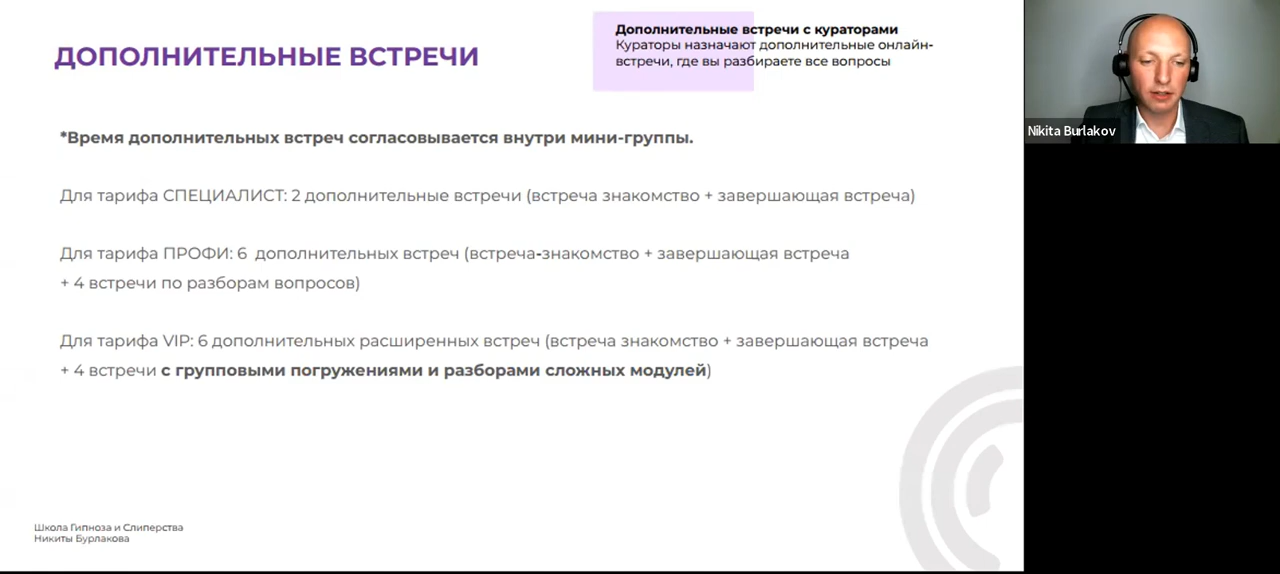 ДОПОЛНИТЕЛЬНЫЕ ВСТРЕЧИ
Дополнительные встречи с кураторами
Кураторы назначают дополнительные онлайн-
встречи, где вы разбираете все вопросы
Nikita Burlakov
*Время дополнительных встреч согласовывается внутри мини-группы.
Для тарифа СПЕЦИАЛИСТ: 2 дополнительные встречи (встреча знакомство + завершающая встреча)
Для тарифа ПРОФИ: 6 дополнительных встреч (встреча-знакомство + завершающая встреча
+ 4 встречи по разборам вопросов)
Для тарифа VIP: 6 дополнительных расширенных встреч (встреча знакомство + завершающая встреча
+ 4 встречи с групповыми погружениями и разборами сложных модулей)
Школа Гипноза и Слиперства
Никиты Бурлакова